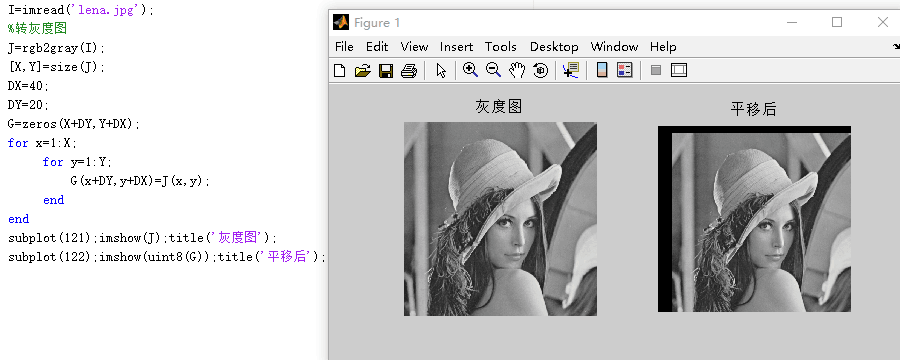 I=imread('lena.jpg');
%转灰度图
J=rgb2gray(I);
[X,Y]=size(J);
DX=40;
DY=20;
G=zeros(X+DY,Y+DX);
for x=1:X;
for y=1:Y;
G(x+DY,y+DX)=J(x,y);
end
end
subplot(121);imshow(J);title('灰度图');
subplot(122);imshow(uint8(G));title('平移后');
Figure 1
File Edit View Insert Tools Desktop Window Help
灰度图
平移后